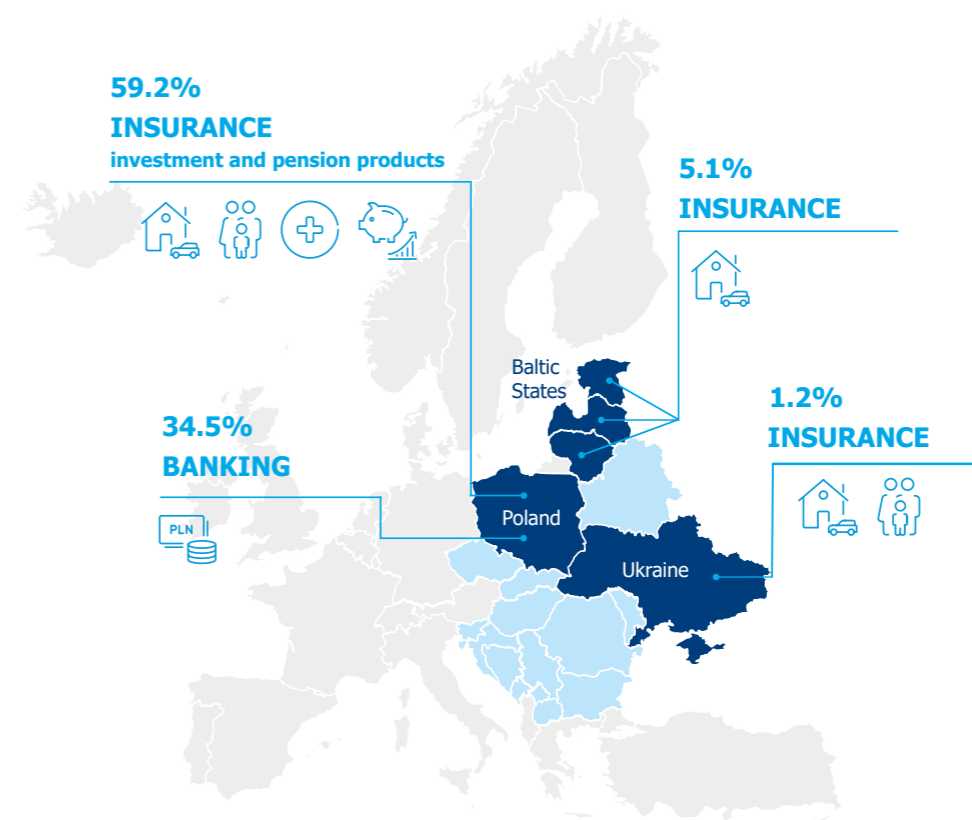 59.2%
INSURANCE
investment and pension products
5.1%
INSURANCE
Baltic
States
1.2%
INSURANCE
34.5%
BANKING
PLN
Poland
Ukraine